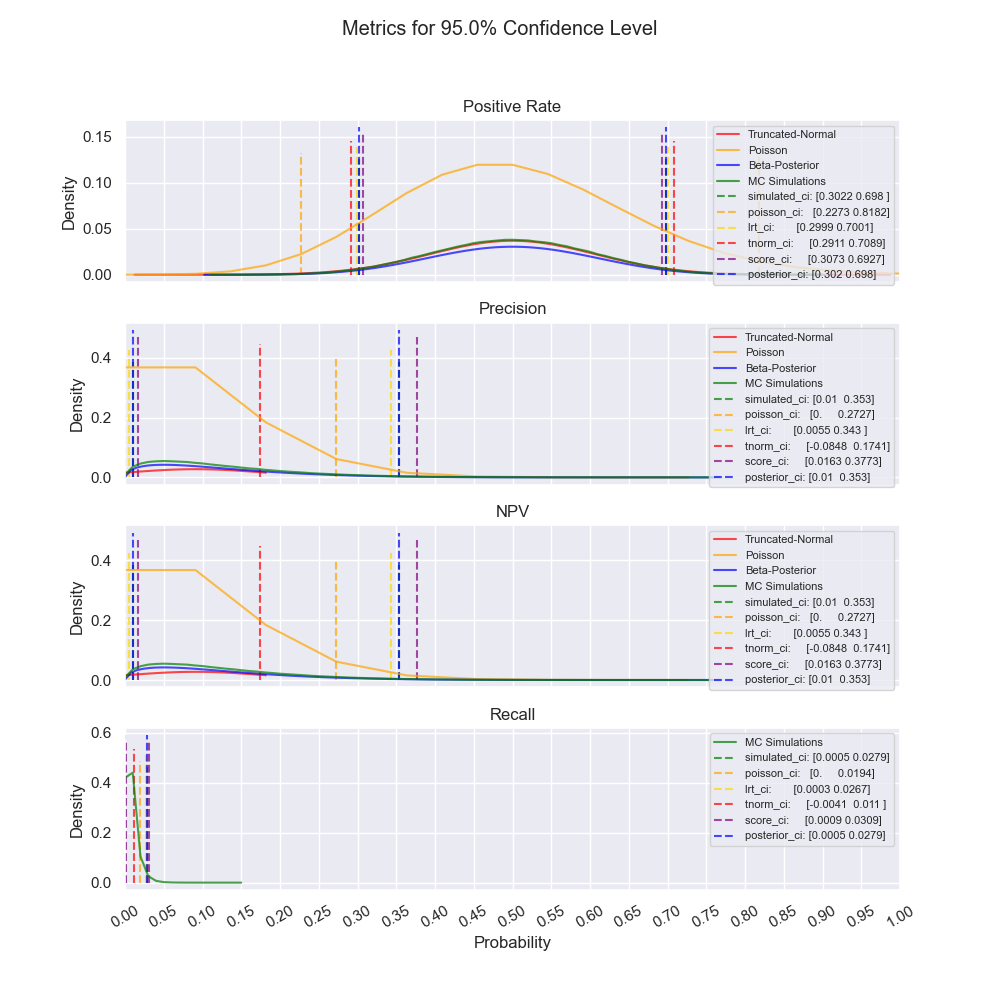 Metrics for 95.0% Confidence Level
Positive Rate
Density
0.15
0.10
0.05
0.00
Truncated-Normal
Poisson
Beta-Posterior
MC Simulations
simulated_ci: [0.3022 0.698 ]
poisson_ci: [0.2273 0.8182]
lrt_ci: [0.2999 0.7001]
tnorm_ci: [0.2911 0.7089]
score_ci: [0.3073 0.6927]
posterior_ci: [0.302 0.698]
Precision
Density
0.4
0.2
0.0
Truncated-Normal
Poisson
Beta-Posterior
MC Simulations
simulated_ci: [0.01 0.353]
poisson_ci: [0. 0.2727]
lrt_ci: [0.0055 0.343 ]
tnorm_ci: [-0.0848 0.1741]
score_ci: [0.0163 0.3773]
posterior_ci: [0.01 0.353]
NPV
Density
0.4
0.2
0.0
Truncated-Normal
Poisson
Beta-Posterior
MC Simulations
simulated_ci: [0.01 0.353]
poisson_ci: [0. 0.2727]
lrt_ci: [0.0055 0.343 ]
tnorm_ci: [-0.0848 0.1741]
score_ci: [0.0163 0.3773]
posterior_ci: [0.01 0.353]
Recall
Density
0.6
0.4
0.2
0.0
MC Simulations
simulated_ci: [0.0005 0.0279]
poisson_ci: [0. 0.0194]
lrt_ci: [0.0003 0.0267]
tnorm_ci: [-0.0041 0.011 ]
score_ci: [0.0009 0.0309]
posterior_ci: [0.0005 0.0279]
0.00 0.05 0.10 0.15 0.20 0.25 0.30 0.35 0.40 0.45 0.50 0.55 0.60 0.65 0.70 0.75 0.80 0.85 0.90 0.95 1.00
Probability